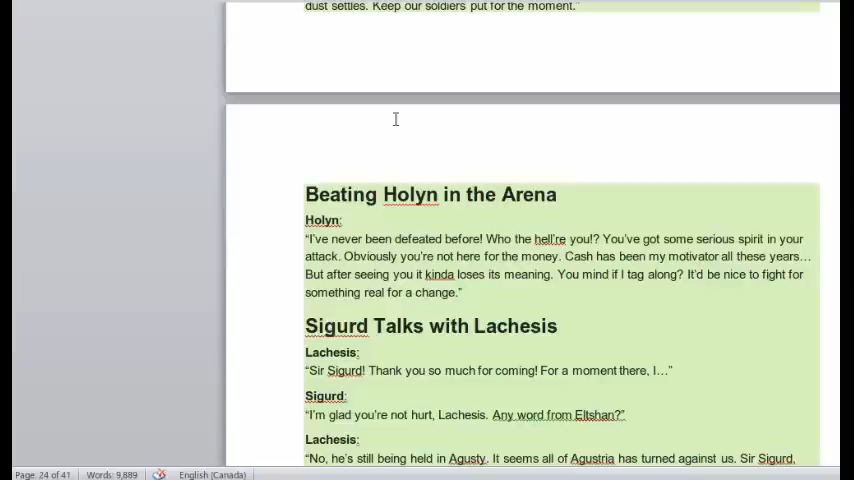 dust settles. Keep our soldiers put for the moment.”
Beating Holyn in the Arena
Holyn:
“I’ve never been defeated before! Who the hell’re you!? You’ve got some serious spirit in your
attack. Obviously you’re not here for the money. Cash has been my motivator all these years…
But after seeing you it kinda loses its meaning. You mind if I tag along? It’d be nice to fight for
something real for a change.”
Sigurd Talks with Lachesis
Lachesis:
“Sir Sigurd! Thank you so much for coming! For a moment there, I…”
Sigurd:
“I’m glad you’re not hurt, Lachesis. Any word from Eltshan?”
Lachesis:
“No, he’s still being held in Agusty. It seems all of Agustria has turned against us. Sir Sigurd,
Page: 24 of 41 Words: 9,889 English (Canada)